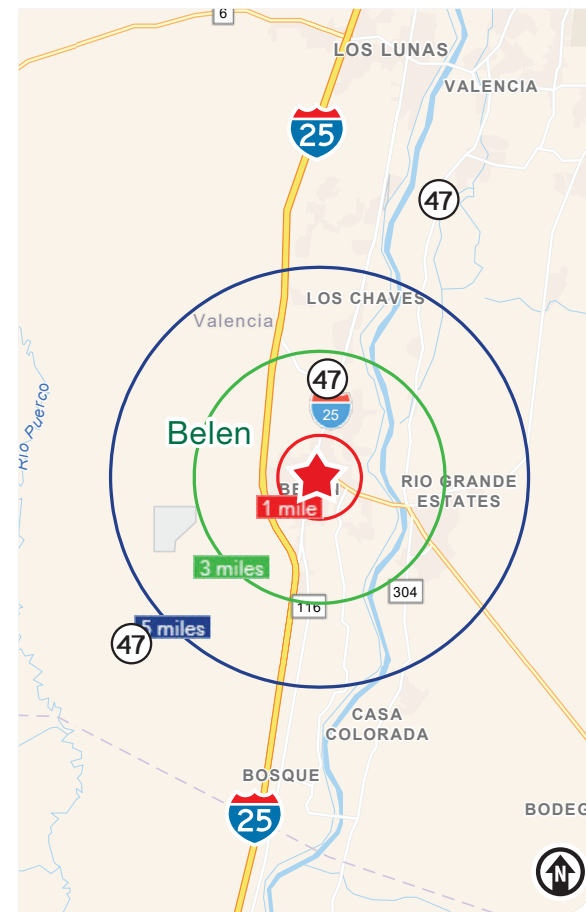 6
LOS LUNAS
VALENCIA
25
47
LOS CHAVES
Valencia
47
25
Rio Puerco
Belen
RIO GRANDE
ESTATES
1 mile
3 miles
304
116
5 miles
47
CASA
COLORADA
BOSQUE
25
BODEG
N